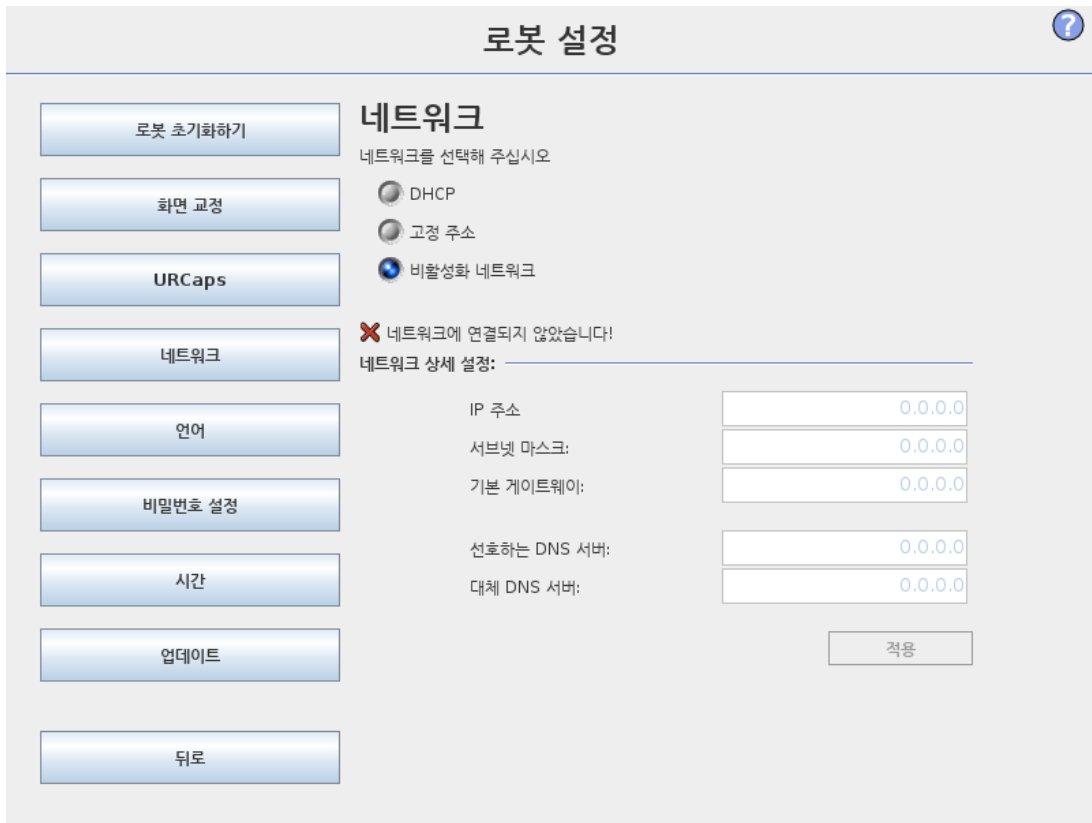 로봇 설정
?
로봇 초기화하기
화면 교정
URCaps
네트워크
언어
비밀번호 설정
시간
업데이트
뒤로
네트워크
네트워크를 선택해 주십시오
DHCP
고정 주소
비활성화 네트워크
네트워크에 연결되지 않았습니다!
네트워크 상세 설정:
IP 주소 0.0.0.0
서브넷 마스크: 0.0.0.0
기본 게이트웨이: 0.0.0.0
선호하는 DNS 서버: 0.0.0.0
대체 DNS 서버: 0.0.0.0
적용